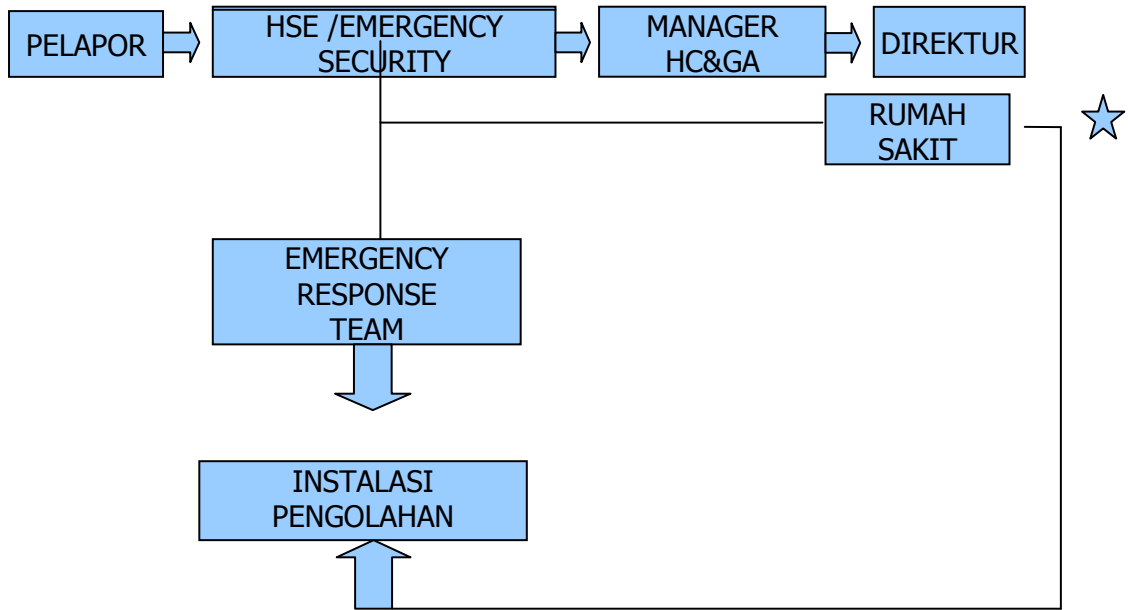 PELAPOR
HSE /EMERGENCY
SECURITY
MANAGER
HC&GA
DIREKTUR
RUMAH
SAKIT
EMERGENCY
RESPONSE
TEAM
INSTALASI
PENGOLAHAN